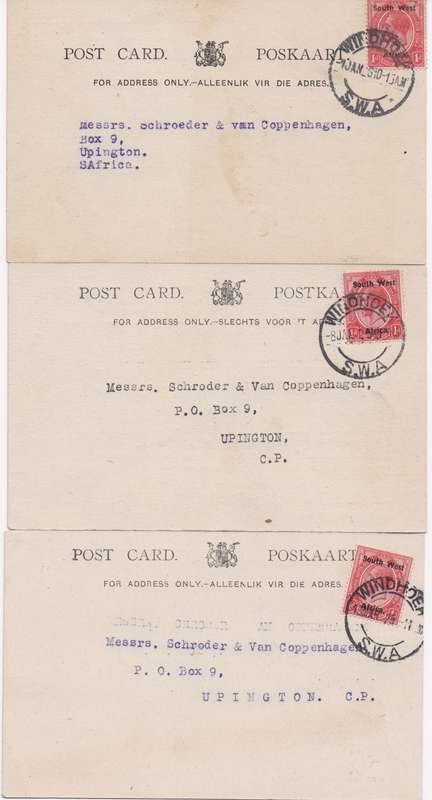 POST CARD. POSKAART
South West
WINDHOEK
S.W.A
FOR ADDRESS ONLY.—ALLEENLIK VIR DIE ADRES.
Messrs. Schroeder & van Coppenhagen,
Box 9,
Upington.
SAfrica.
POST CARD. POSTKA
South West
Africa.
WINDHOEK
S.W.A
FOR ADDRESS ONLY.—SLECHTS VOOR 'T
Messrs. Schroder & Van Coppenhagen,
P.O. Box 9,
UPINGTON,
C.P.
POST CARD. POSKAART
South West
Africa.
WINDHOEK
S.W.A
FOR ADDRESS ONLY.—ALLEENLIK VIR DIE ADRES.
Messrs. Schroder & Van Coppenhagen
P. O. Box 9,
UPINGTON. C.P.